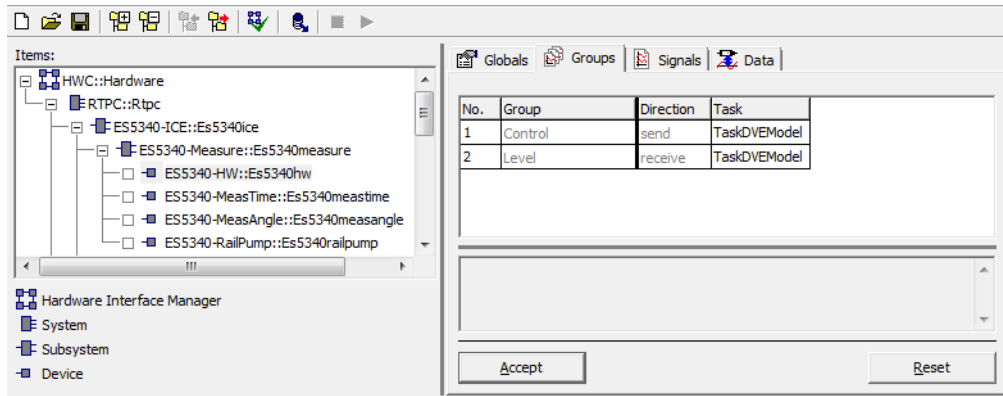 Items:
HWC::Hardware
RTPC::Rtpc
ES5340-ICE::Es5340ice
ES5340-Measure::Es5340measure
ES5340-HW::Es5340hw
ES5340-MeasTime::Es5340meastime
ES5340-MeasAngle::Es5340measangle
ES5340-RailPump::Es5340railpump
Hardware Interface Manager
System
Subsystem
Device
Globals Groups Signals Data
No. Group Direction Task
1 Control send TaskDVEModel
2 Level receive TaskDVEModel
Accept Reset